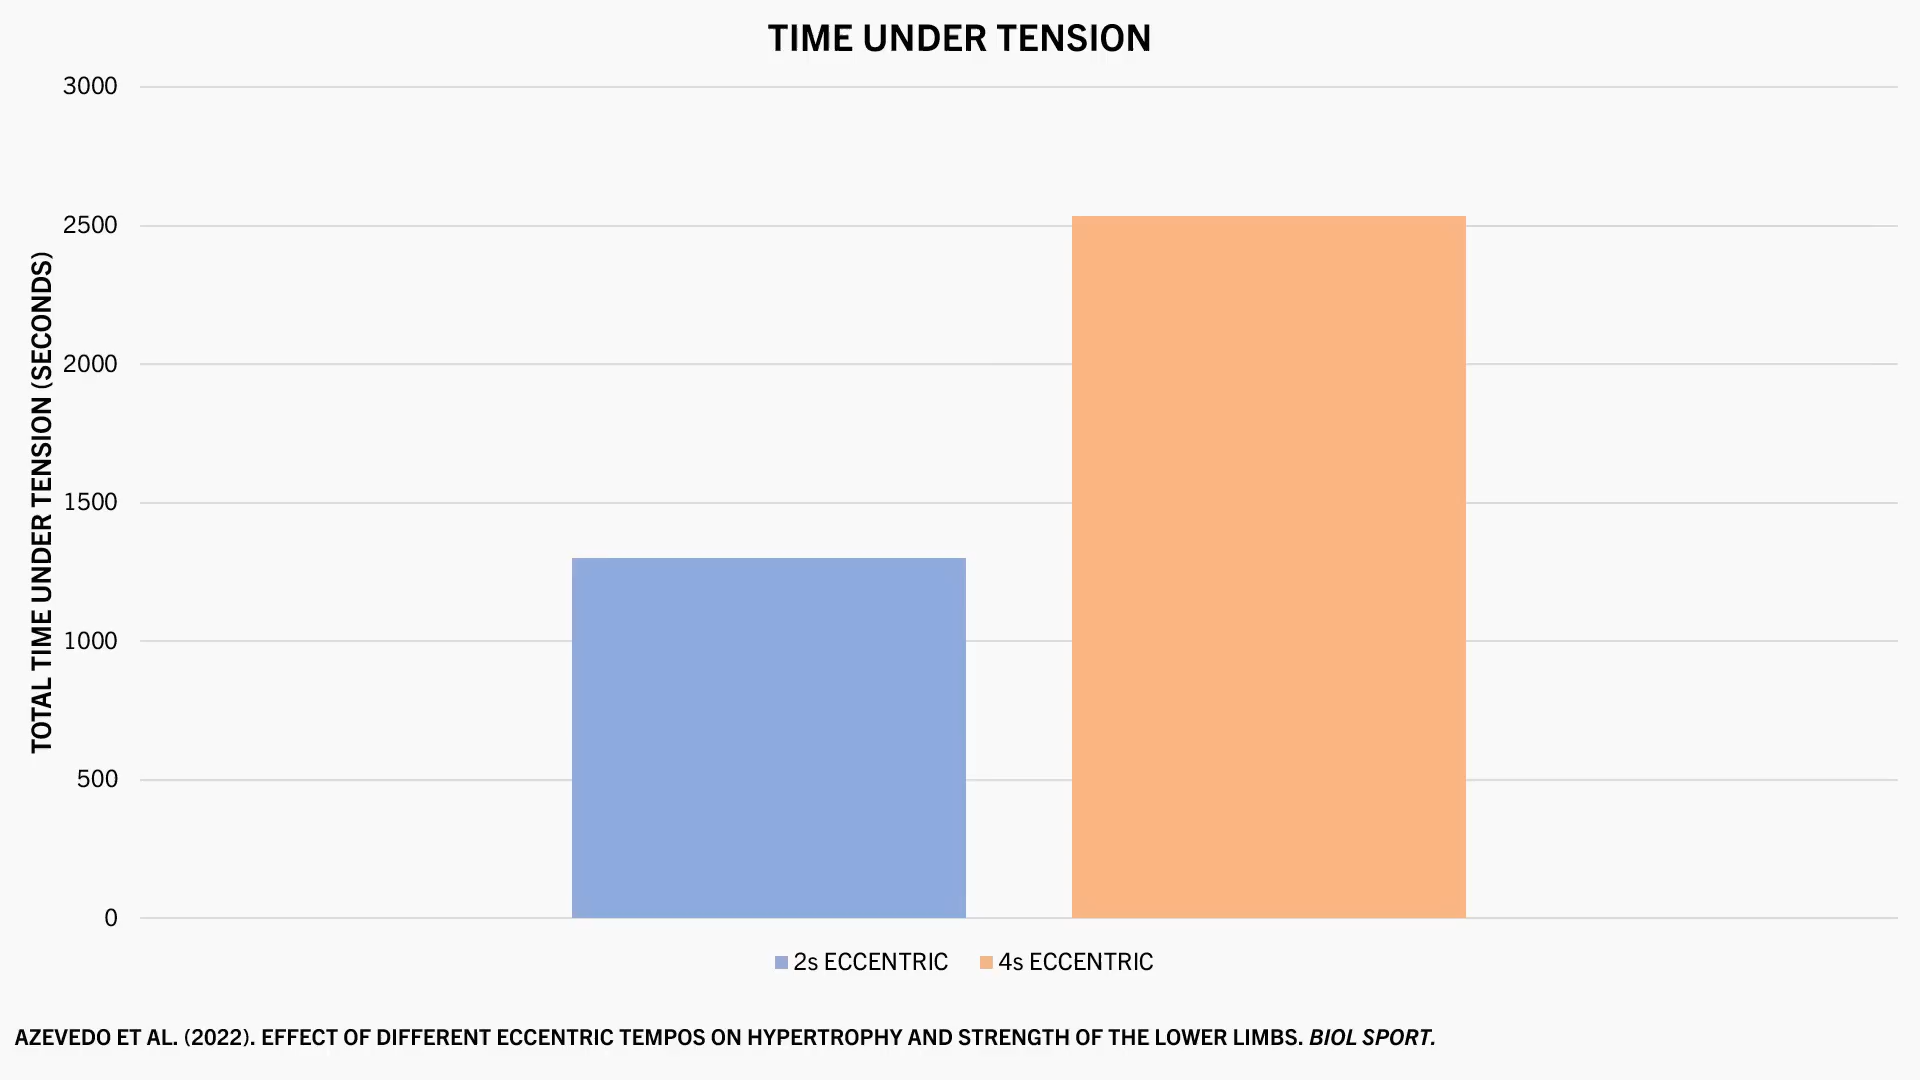 TIME UNDER TENSION
3000
2500
2000
1500
1000
500
0
TOTAL TIME UNDER TENSION (SECONDS)
2s ECCENTRIC 4s ECCENTRIC
AZEVEDO ET AL. (2022). EFFECT OF DIFFERENT ECCENTRIC TEMPOS ON HYPERTROPHY AND STRENGTH OF THE LOWER LIMBS. BIOL SPORT.